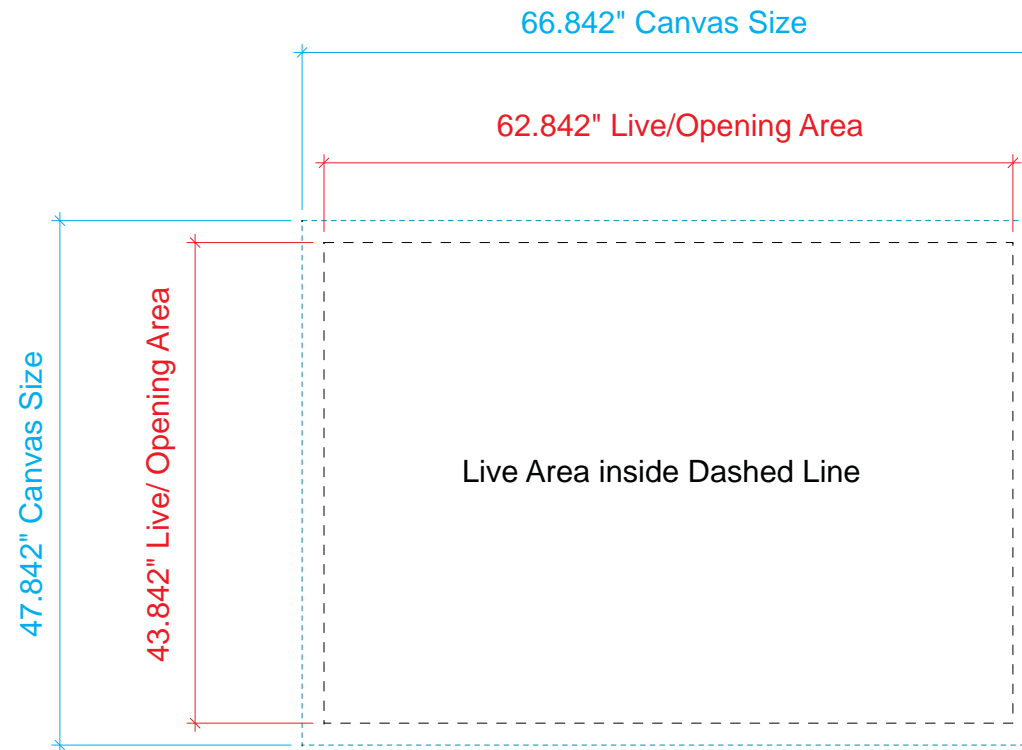 66.842" Canvas Size
62.842" Live/Opening Area
47.842" Canvas Size
43.842" Live/ Opening Area
Live Area inside Dashed Line